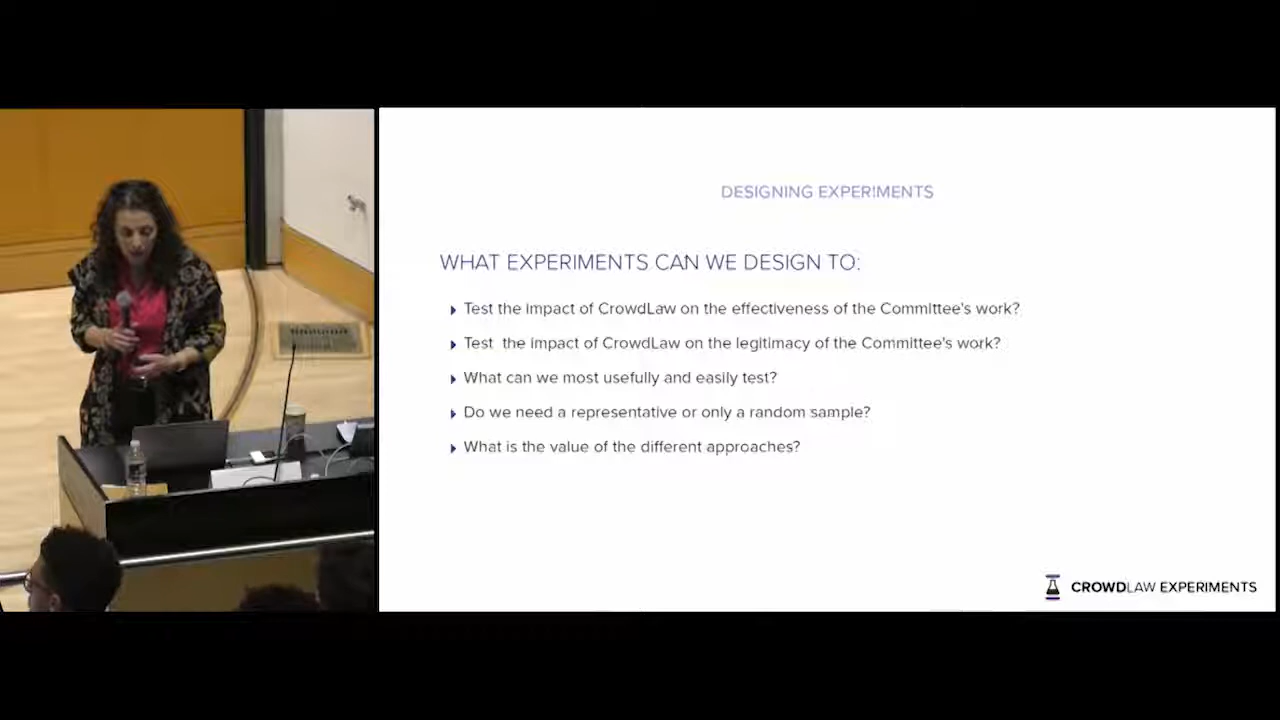 DESIGNING EXPERIMENTS
WHAT EXPERIMENTS CAN WE DESIGN TO:
Test the impact of CrowdLaw on the effectiveness of the Committee's work?
Test the impact of CrowdLaw on the legitimacy of the Committee's work?
What can we most usefully and easily test?
Do we need a representative or only a random sample?
What is the value of the different approaches?
CROWDLAW EXPERIMENTS